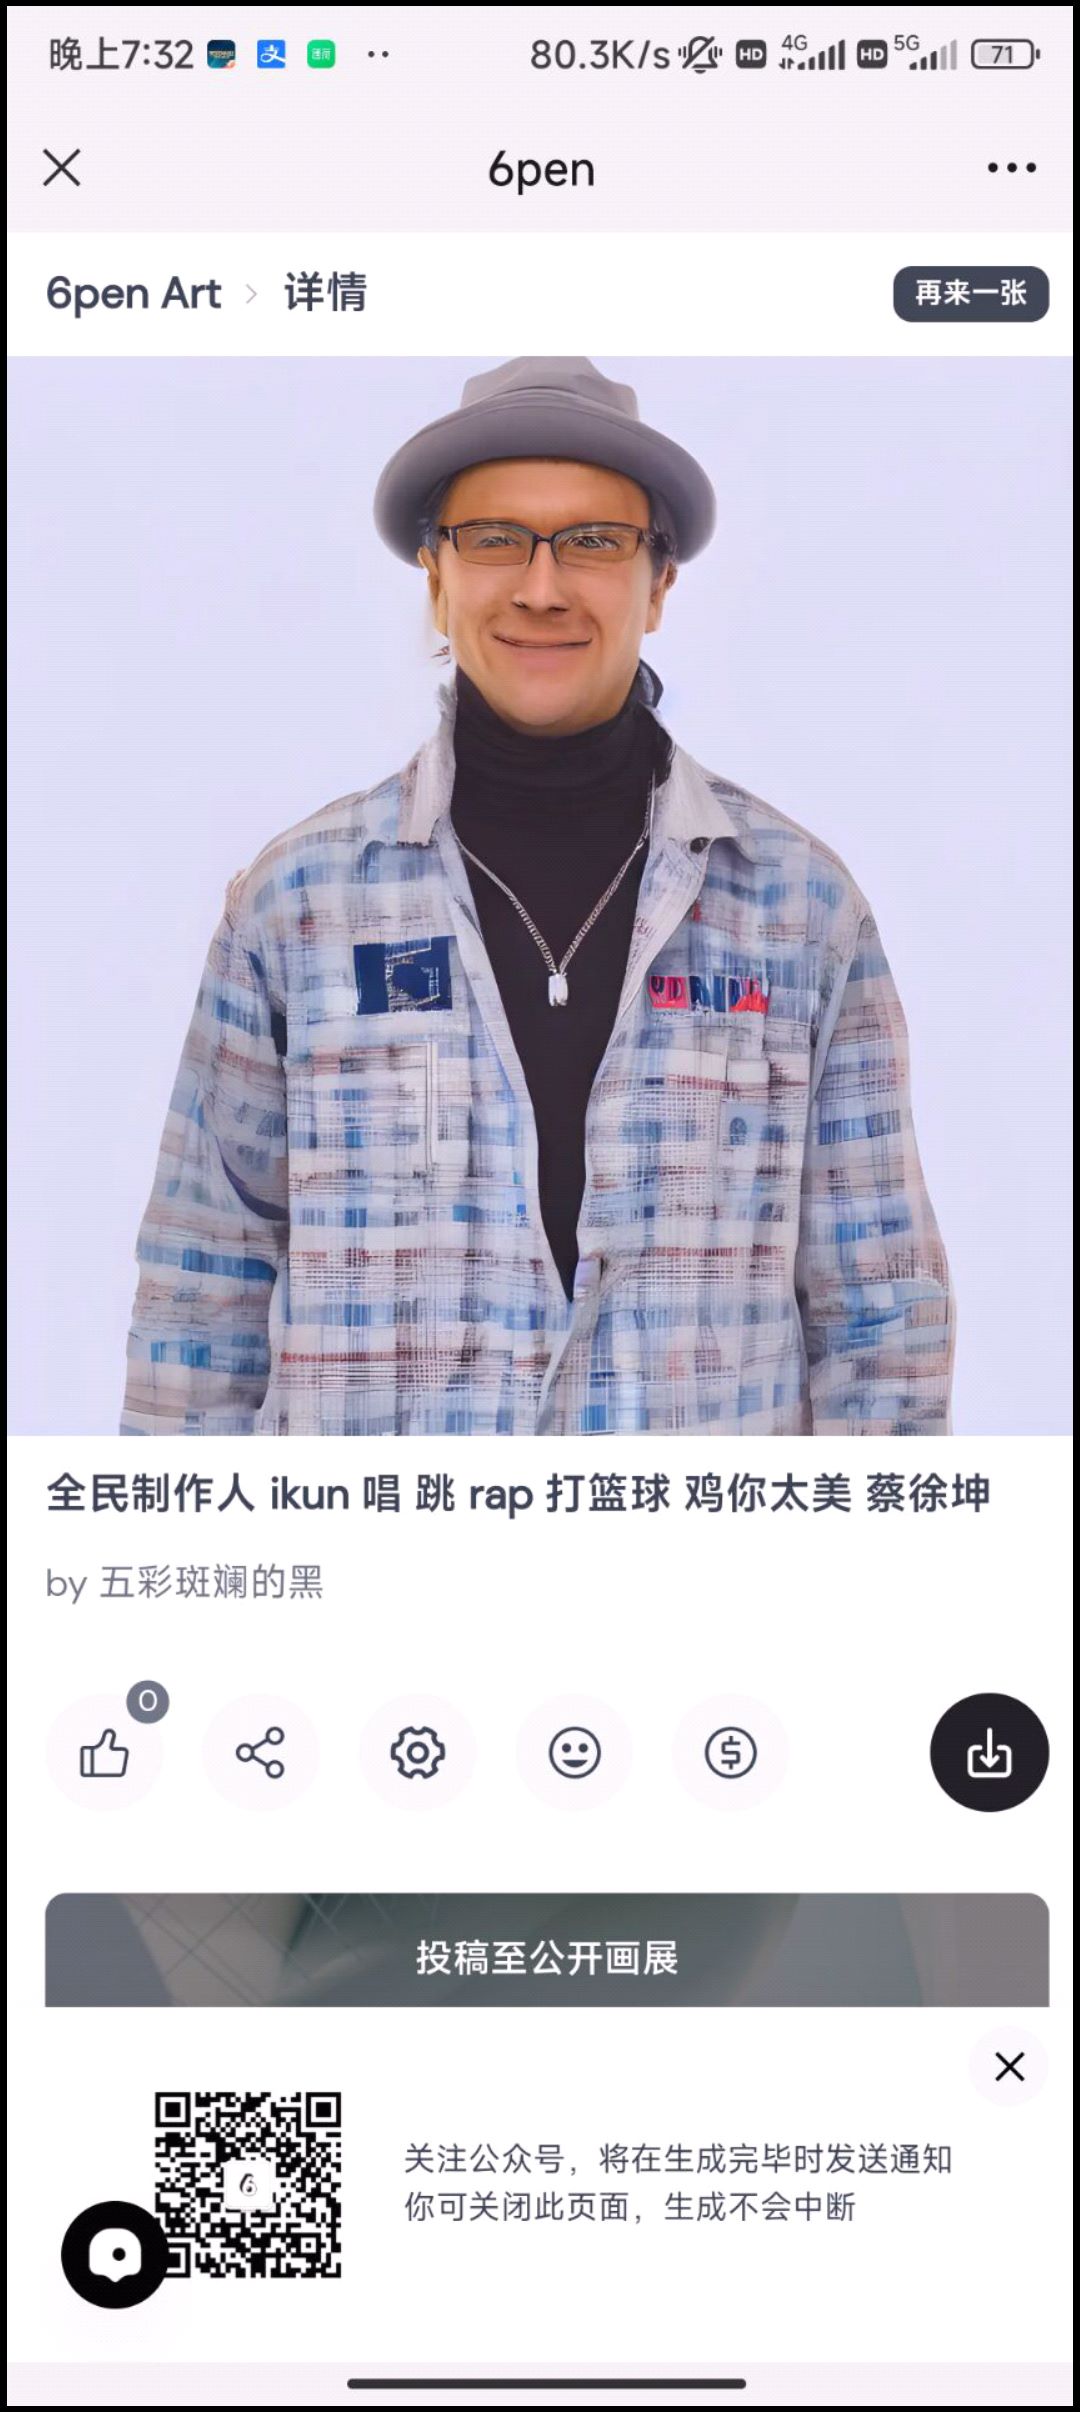 晚上7:32
80.3K/s HD 4G HD 5G 71
6pen
6pen Art > 详情
再来一张
全民制作人 ikun 唱 跳 rap 打篮球 鸡你太美 蔡徐坤
by 五彩斑斓的黑
0
投稿至公开画展
关注公众号，将在生成完毕时发送通知
你可关闭此页面，生成不会中断